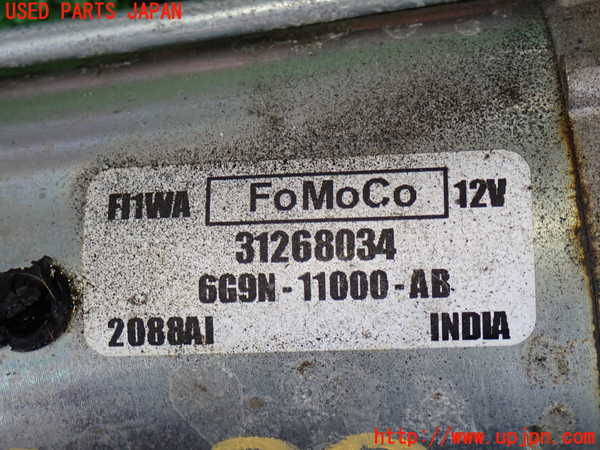 USED PARTS JAPAN
FI1WA FoMoCo 12V
31268034
6G9N-11000-AB
2088AI INDIA
http://www.upjpn.com/